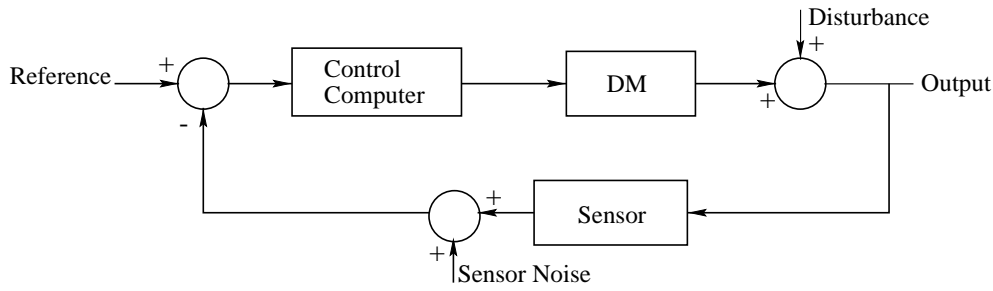 Disturbance
+
Reference
+
-
Control
Computer
DM
+
Output
+
Sensor
+
Sensor Noise